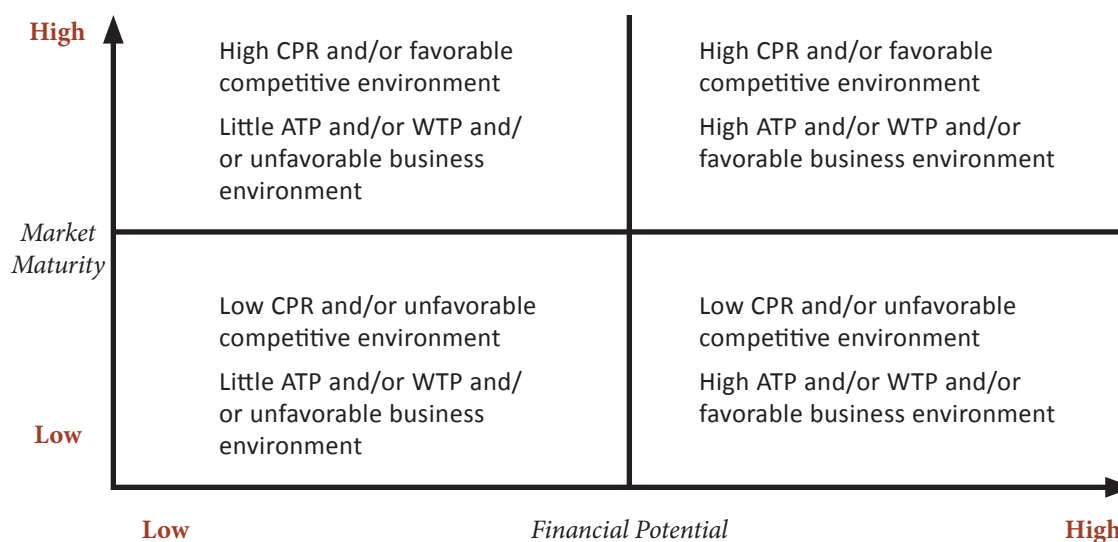 High
High CPR and/or favorable
competitive environment
Little ATP and/or WTP and/
or unfavorable business
environment
High CPR and/or favorable
competitive environment
High ATP and/or WTP and/or
favorable business environment
Market
Maturity
Low CPR and/or unfavorable
competitive environment
Little ATP and/or WTP and/
or unfavorable business
environment
Low CPR and/or unfavorable
competitive environment
High ATP and/or WTP and/or
favorable business environment
Low
Low
Financial Potential
High